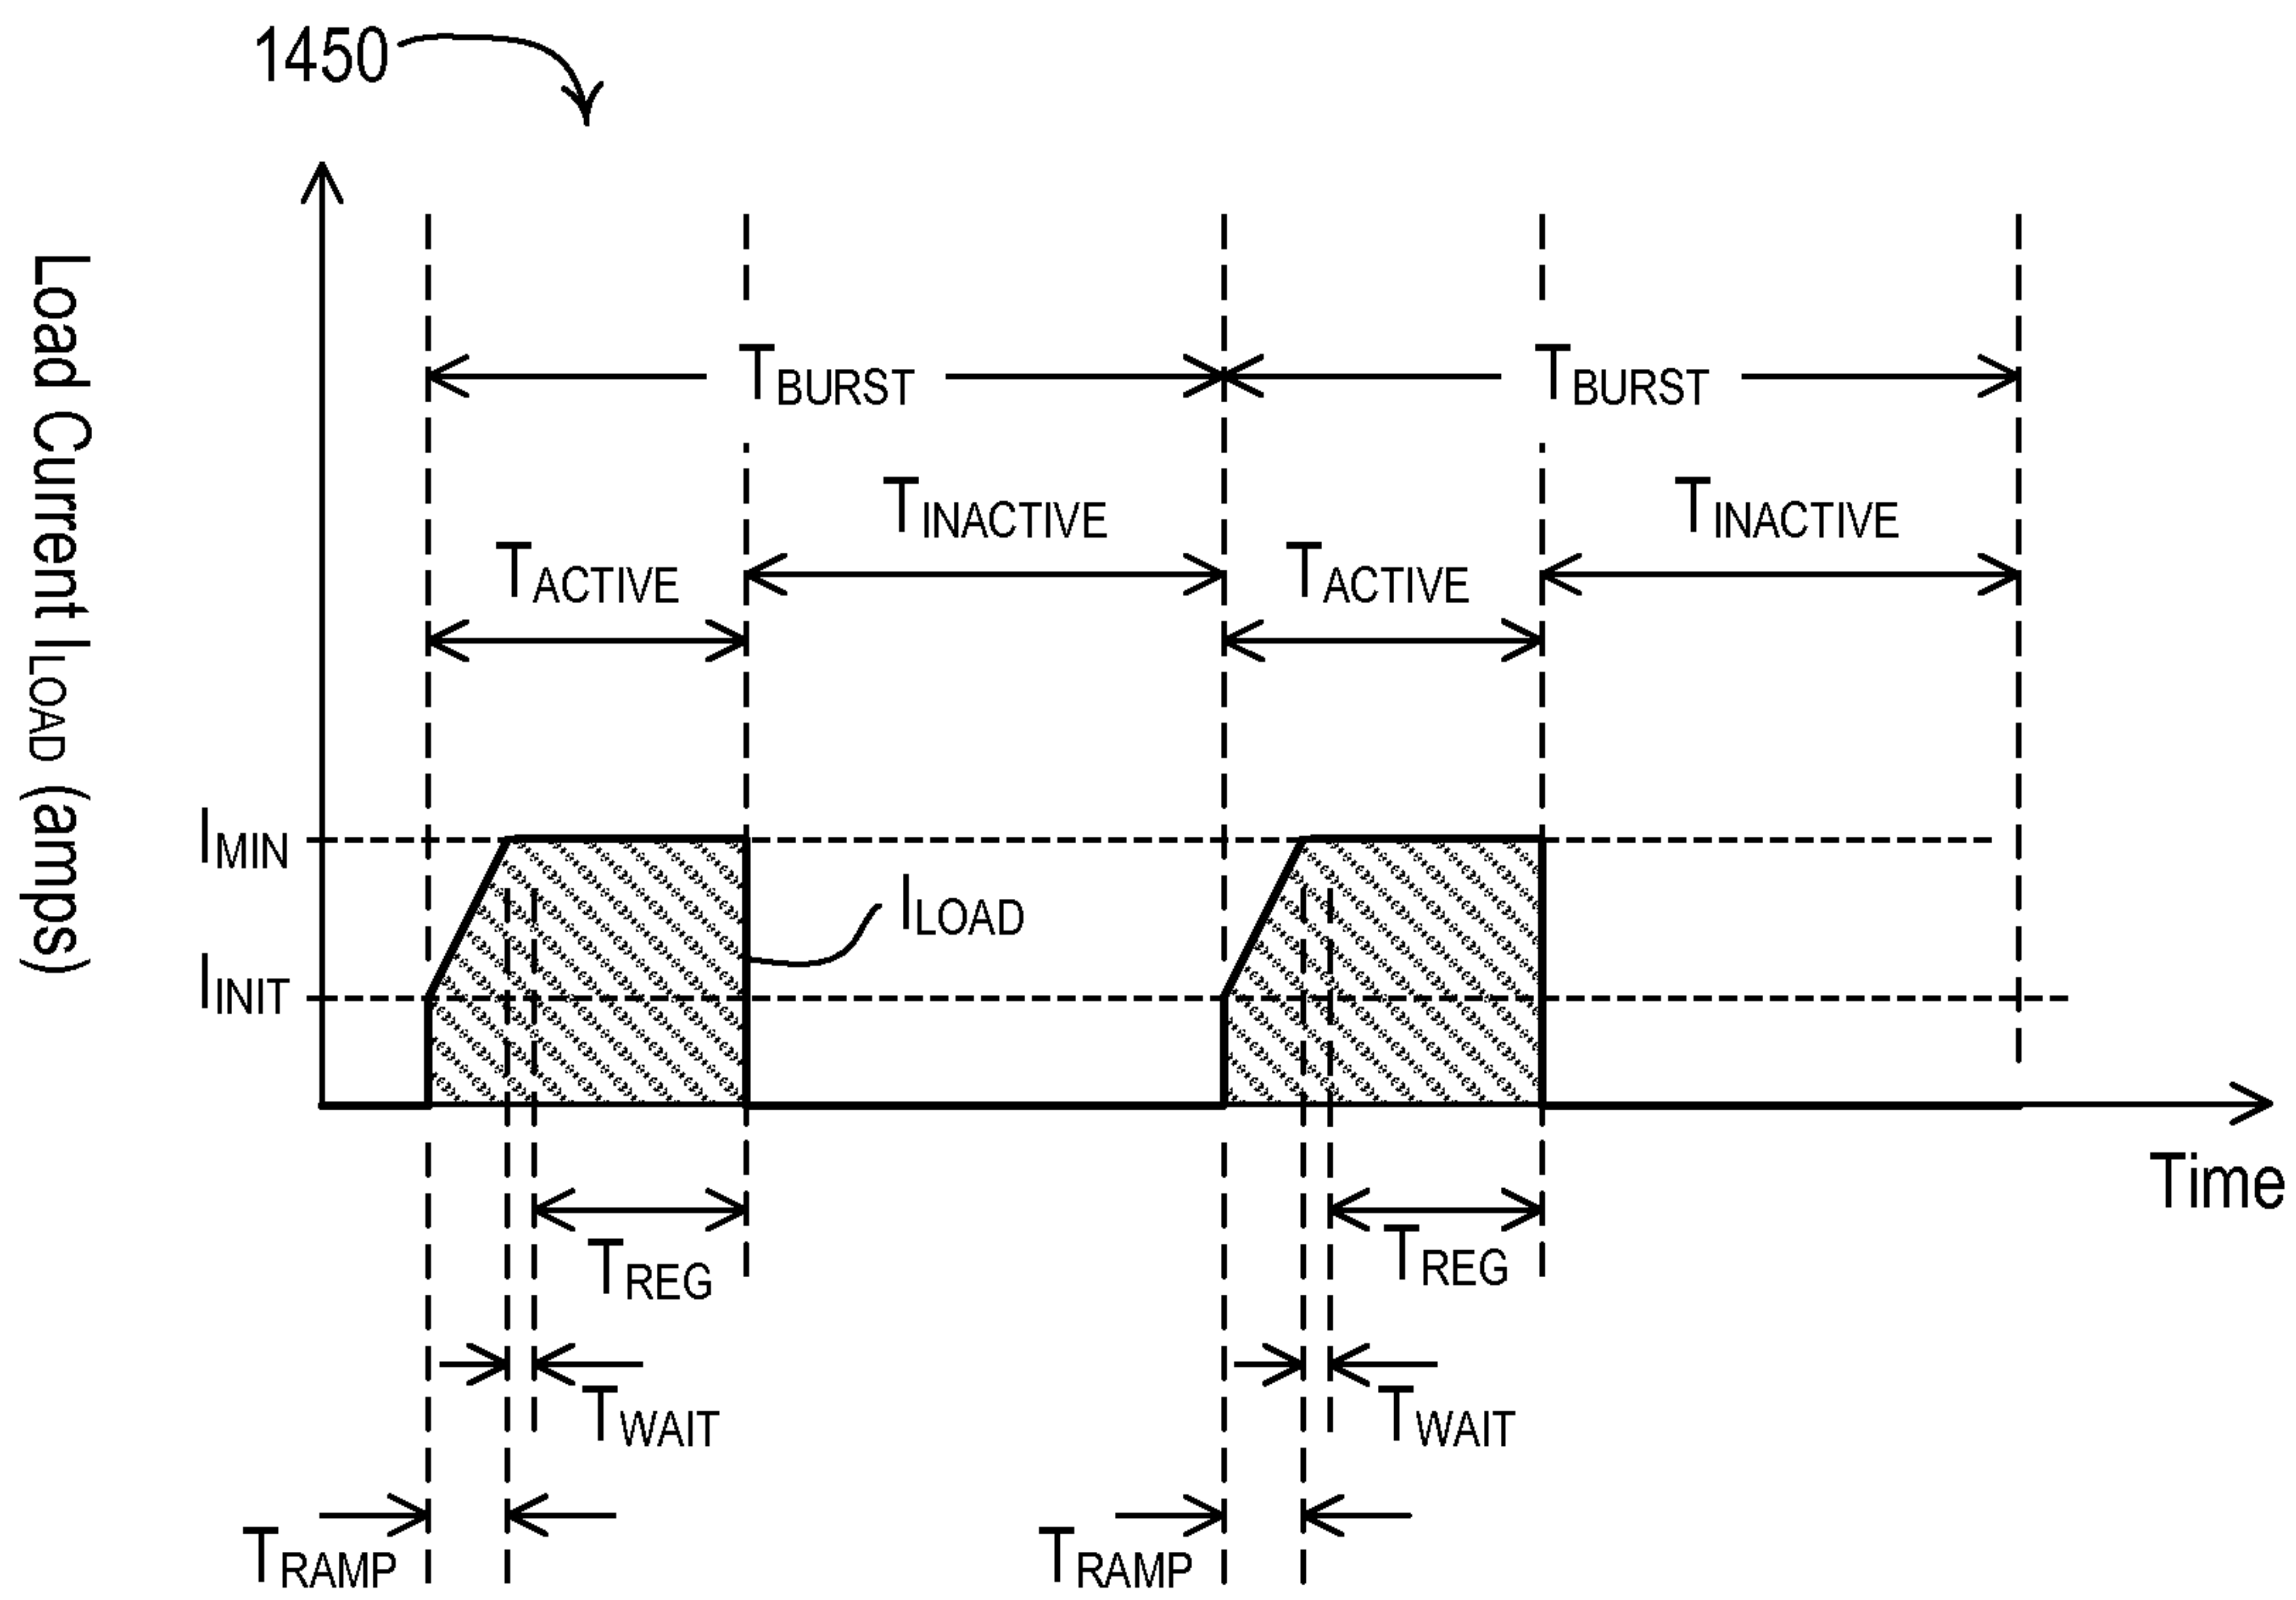 1450
Load Current ILOAD (amps)
TBURST
TBURST
TINACTIVE
TINACTIVE
TACTIVE
TACTIVE
IMIN
ILOAD
IINIT
Time
TREG
TREG
TWAIT
TWAIT
TRAMP
TRAMP